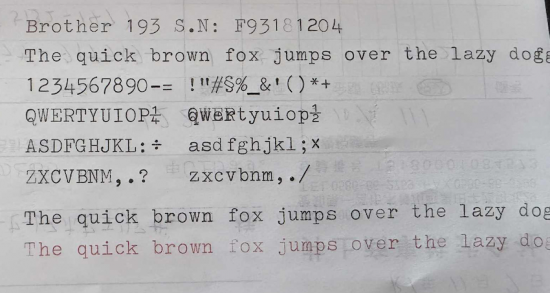 Brother 193 S.N: F93181204
The quick brown fox jumps over the lazy dogg
1234567890-= !"#$%_&'()*+
QWERTYUIOP¼ qwertyuiop½
ASDFGHJKL:÷ asdfghjkl;×
ZXCVBNM,.? zxcvbnm,./
The quick brown fox jumps over the lazy dog
The quick brown fox jumps over the lazy dog